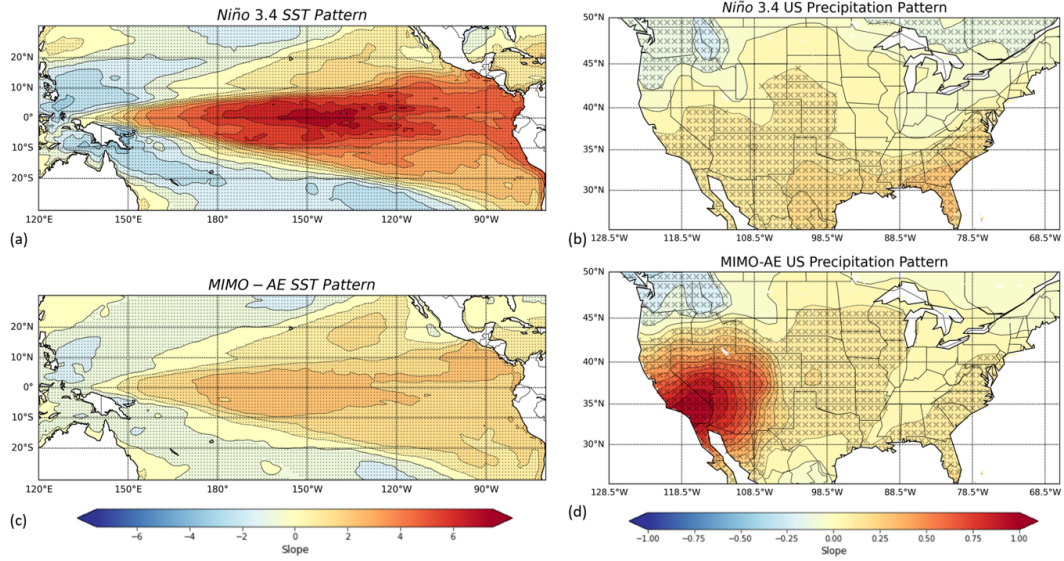 Niño 3.4 SST Pattern
20°N
10°N
0°
10°S
20°S
120°E 150°E 180° 150°W 120°W 90°W
(a)
Niño 3.4 US Precipitation Pattern
50°N
45°N
40°N
35°N
30°N
128.5°W 118.5°W 108.5°W 98.5°W 88.5°W 78.5°W 68.5°W
(b)
MIMO − AE SST Pattern
20°N
10°N
0°
10°S
20°S
120°E 150°E 180° 150°W 120°W 90°W
(c)
−6 −4 −2 0 2 4 6
Slope
MIMO-AE US Precipitation Pattern
50°N
45°N
40°N
35°N
30°N
128.5°W 118.5°W 108.5°W 98.5°W 88.5°W 78.5°W 68.5°W
(d)
−1.00 −0.75 −0.50 −0.25 0.00 0.25 0.50 0.75 1.00
Slope